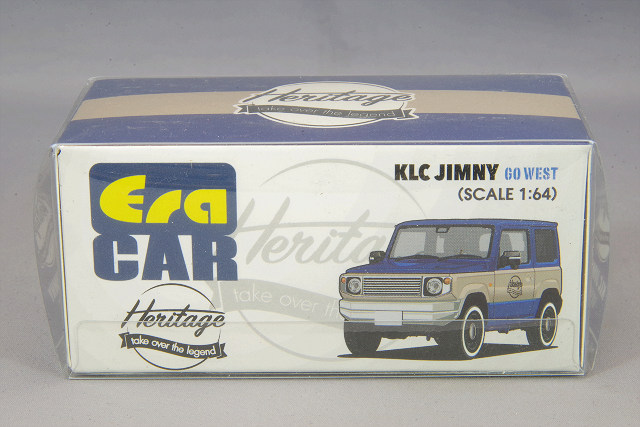 Heritage
take over the legend
Era
CAR
KLC JIMNY GO WEST
(SCALE 1:64)
Heritage
take over the
Heritage
take over the legend